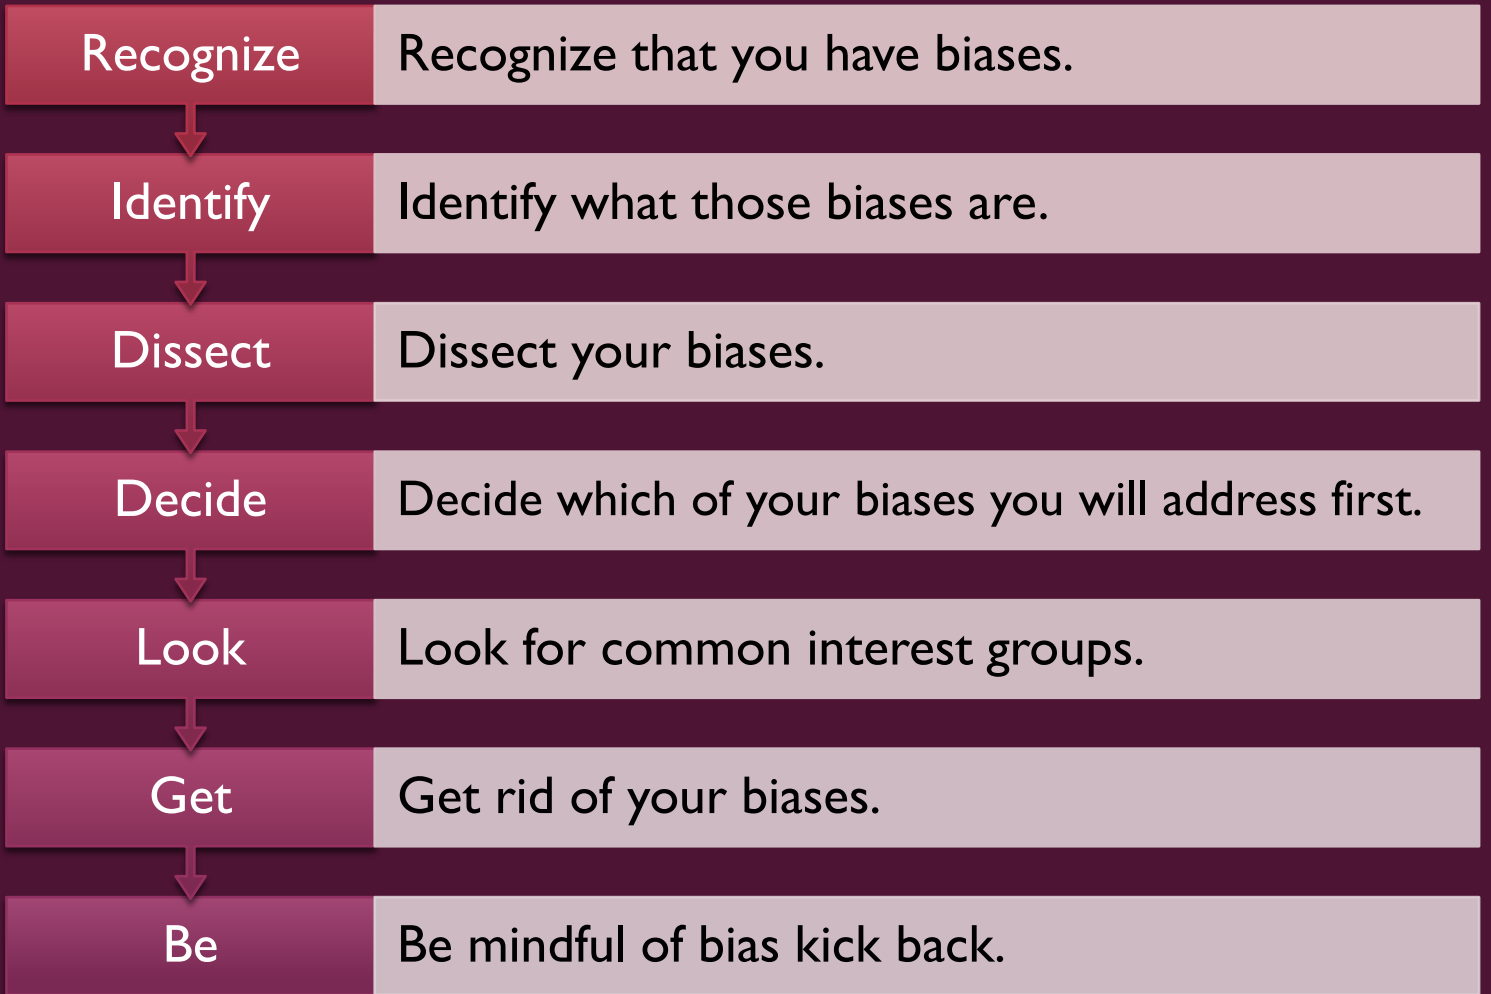 Recognize
Recognize that you have biases.
Identify
Identify what those biases are.
Dissect
Dissect your biases.
Decide
Decide which of your biases you will address first.
Look
Look for common interest groups.
Get
Get rid of your biases.
Be
Be mindful of bias kick back.